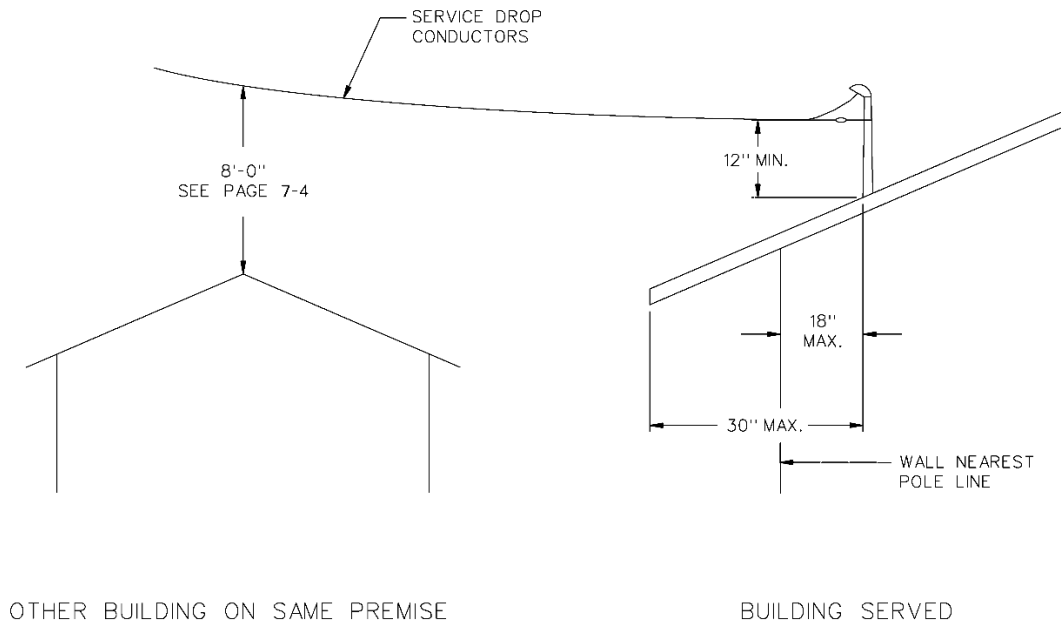 SERVICE DROP
CONDUCTORS
12" MIN.
8'-0"
SEE PAGE 7-4
18"
MAX.
30" MAX.
WALL NEAREST
POLE LINE
OTHER BUILDING ON SAME PREMISE
BUILDING SERVED